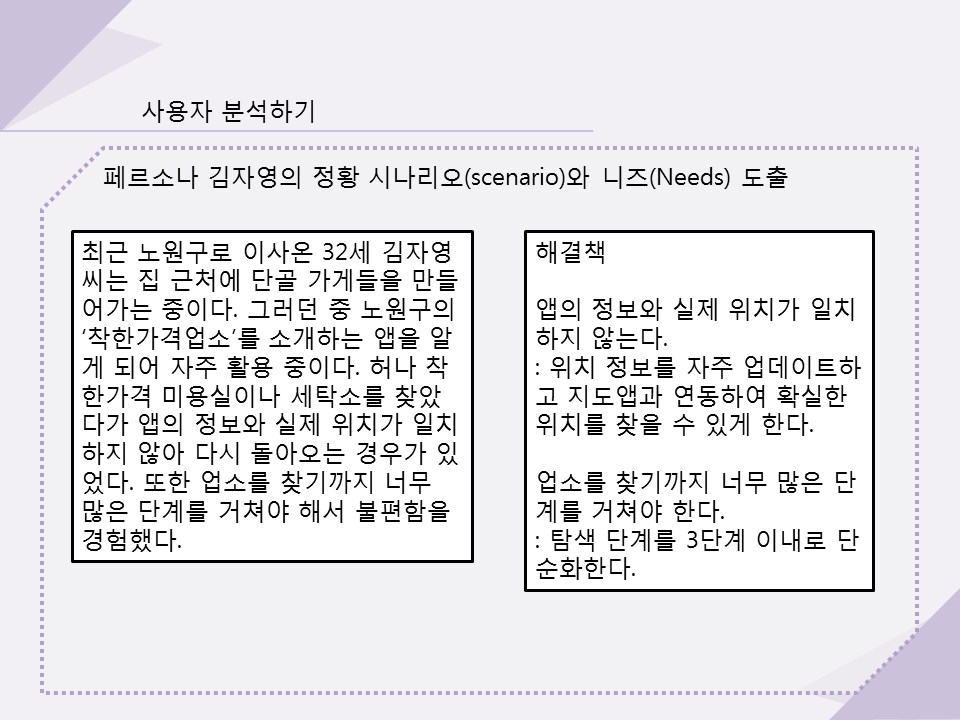 사용자 분석하기
페르소나 김자영의 정황 시나리오(scenario)와 니즈(Needs) 도출
최근 노원구로 이사온 32세 김자영
씨는 집 근처에 단골 가게들을 만들
어가는 중이다. 그러던 중 노원구의
‘착한가격업소’를 소개하는 앱을 알
게 되어 자주 활용 중이다. 허나 착
한가격 미용실이나 세탁소를 찾았
다가 앱의 정보와 실제 위치가 일치
하지 않아 다시 돌아오는 경우가 있
었다. 또한 업소를 찾기까지 너무
많은 단계를 거쳐야 해서 불편함을
경험했다.
해결책
앱의 정보와 실제 위치가 일치
하지 않는다.
: 위치 정보를 자주 업데이트하
고 지도앱과 연동하여 확실한
위치를 찾을 수 있게 한다.
업소를 찾기까지 너무 많은 단
계를 거쳐야 한다.
: 탐색 단계를 3단계 이내로 단
순화한다.